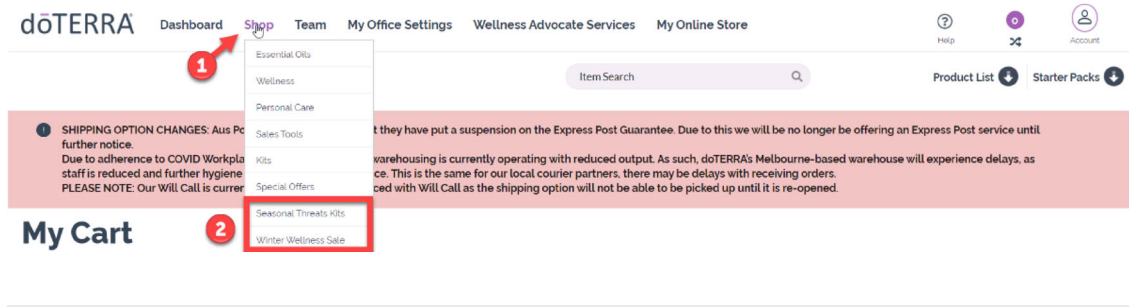 dōTERRA Dashboard Shop Team My Office Settings Wellness Advocate Services My Online Store 0
Help Account
1
Essential Oils
Item Search Product List Starter Packs
Wellness
Personal Care
Sales Tools
Kits
Special Offers
Seasonal Threats Kits
Winter Wellness Sale
SHIPPING OPTION CHANGES: Aus t they have put a suspension on the Express Post Guarantee. Due to this we will be no longer be offering an Express Post service until
further notice.
Due to adherence to COVID warehousing is currently operating with reduced output. As such, doTERRA's Melbourne-based warehouse will experience delays, as
staff is reduced and further hygiene ce. This is the same for our local courier partners, there may be delays with receiving orders.
PLEASE NOTE: Our Will Call is ced with Will Call as the shipping option will not be able to be picked up until it is re-opened.
My Cart 2